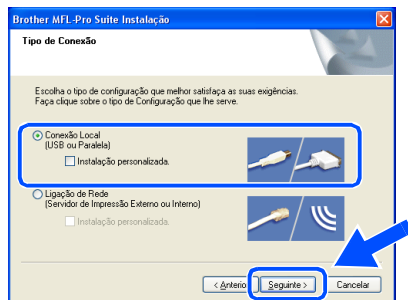 Brother MFL-Pro Suite Instalação
Tipo de Conexão
Escolha o tipo de configuração que melhor satisfaça as suas exigências.
Faça clique sobre o tipo de Configuração que lhe serve.
Conexão Local
(USB ou Paralela)
Instalação personalizada.
Ligação de Rede
(Servidor de Impressão Externo ou Interno)
Instalação personalizada.
< Anterio Seguinte > Cancelar